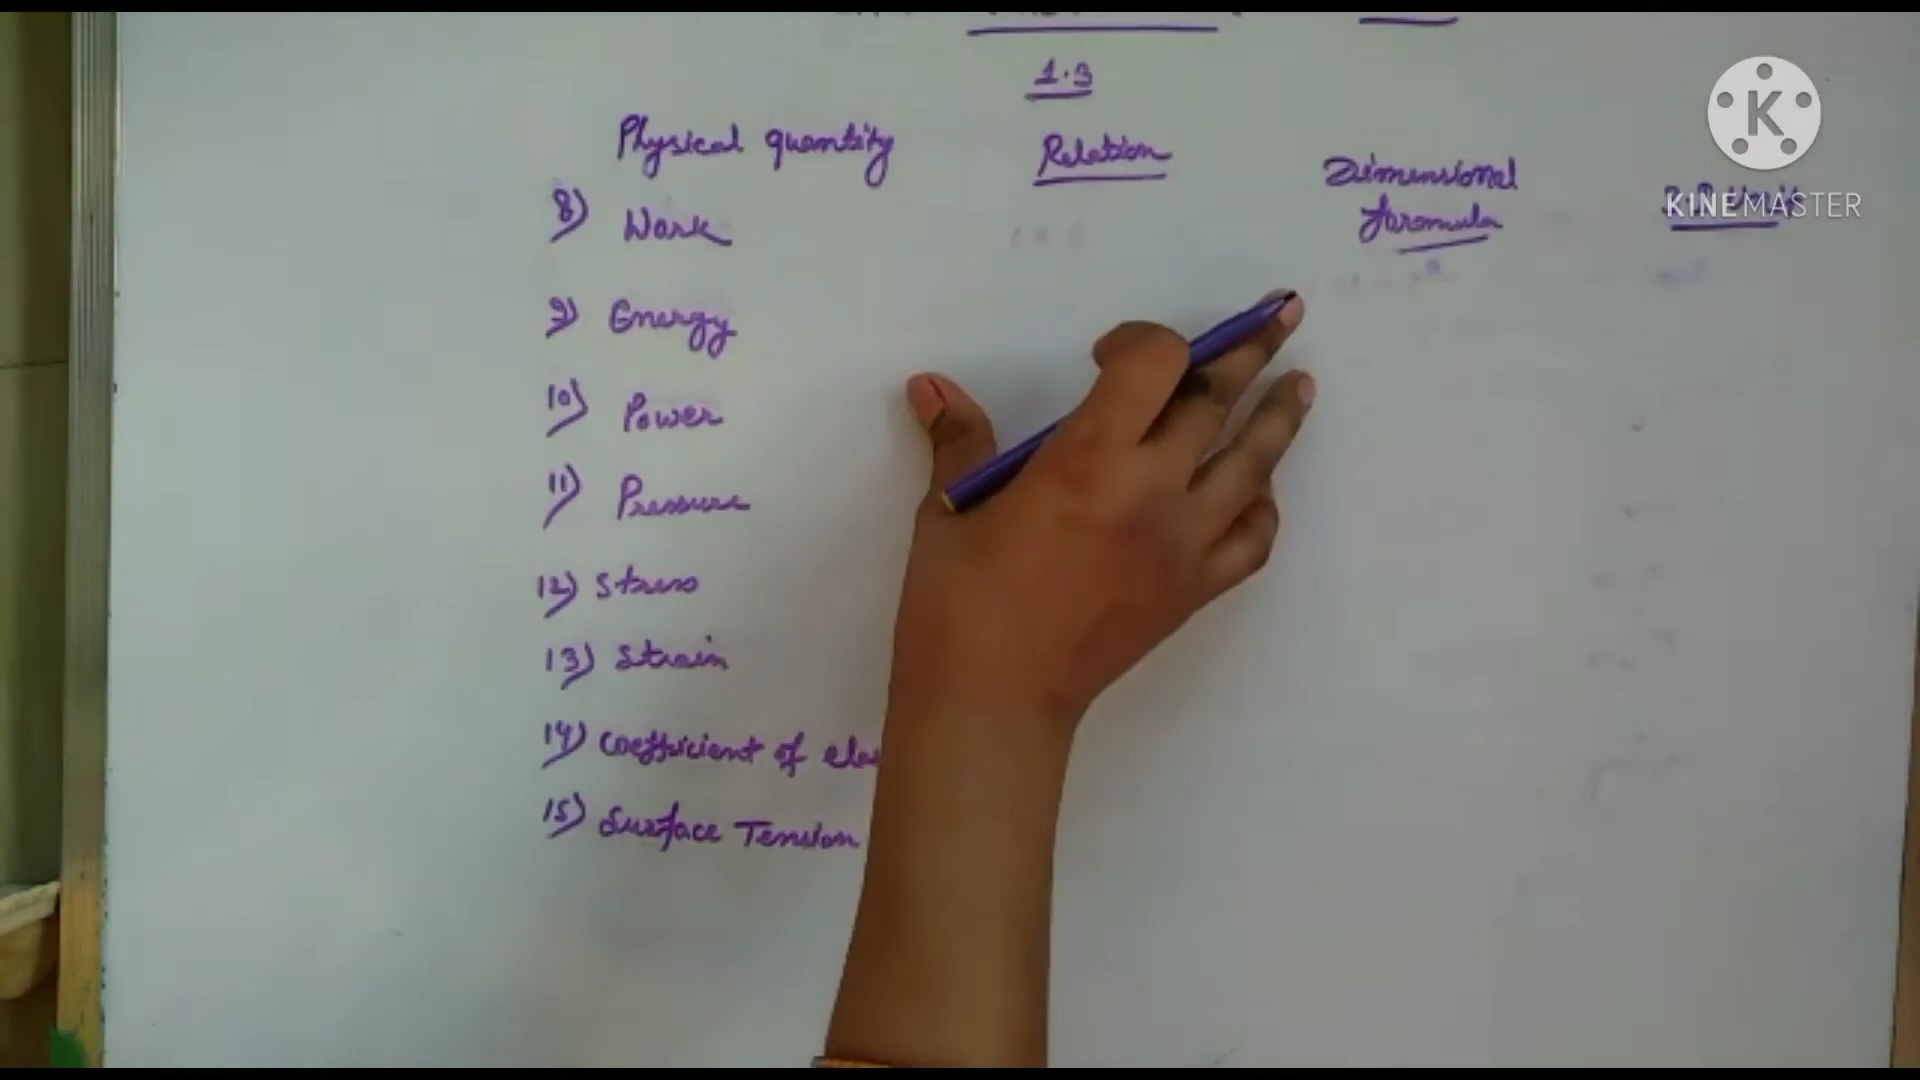 1.3
Physical quantity Relation Dimensional formula
8) Work
9) Energy
10) Power
11) Pressure
12) Stress
13) Strain
14) Coefficient of elas
15) Surface Tension
K
KINEMASTER